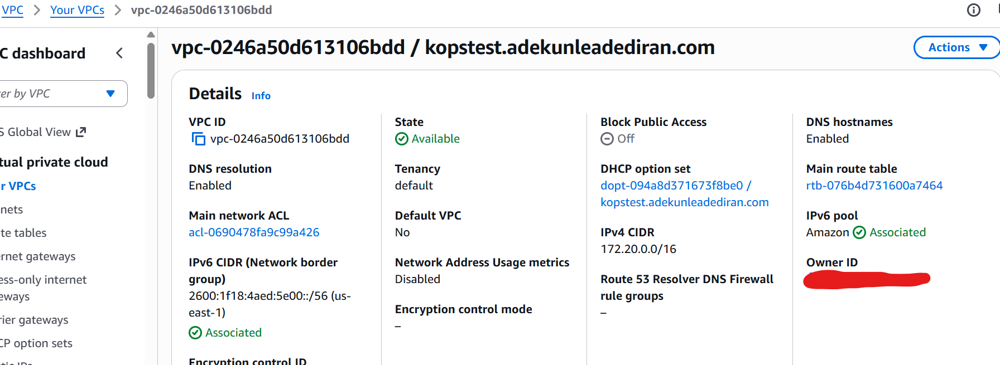 VPC > Your VPCs > vpc-0246a50d613106bdd
C dashboard
er by VPC
S Global View
tual private cloud
r VPCs
nets
te tables
rnet gateways
ess-only internet
eways
rier gateways
CP option sets
vpc-0246a50d613106bdd / kopstest.adekunleadediran.com
Actions
Details Info
VPC ID
vpc-0246a50d613106bdd
DNS resolution
Enabled
Main network ACL
acl-0690478fa9c99a426
IPv6 CIDR (Network border
group)
2600:1f18:4aed:5e00::/56 (us-
east-1)
Associated
Encryption control ID
State
Available
Tenancy
default
Default VPC
No
Network Address Usage metrics
Disabled
Encryption control mode
–
Block Public Access
Off
DHCP option set
dopt-094a8d371673f8be0 /
kopstest.adekunleadediran.com
IPv4 CIDR
172.20.0.0/16
Route 53 Resolver DNS Firewall
rule groups
–
DNS hostnames
Enabled
Main route table
rtb-076b4d731600a7464
IPv6 pool
Amazon Associated
Owner ID